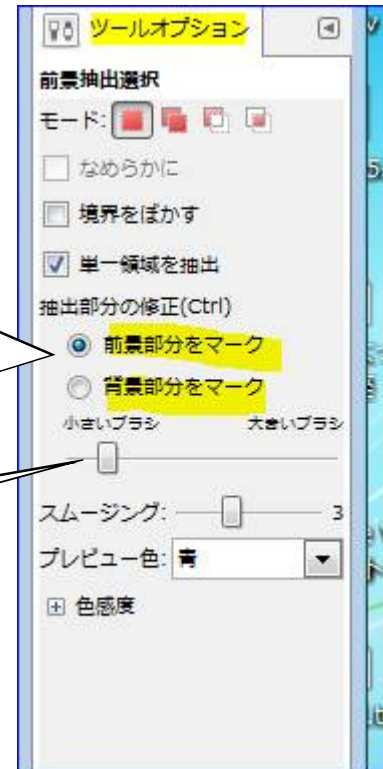 ツールオプション
前景抽出選択
モード:
なめらかに
境界をぼかす
単一領域を抽出
抽出部分の修正(Ctrl)
前景部分をマーク
背景部分をマーク
小さいブラシ 大きいブラシ
スムージング: 3
プレビュー色: 青
色感度